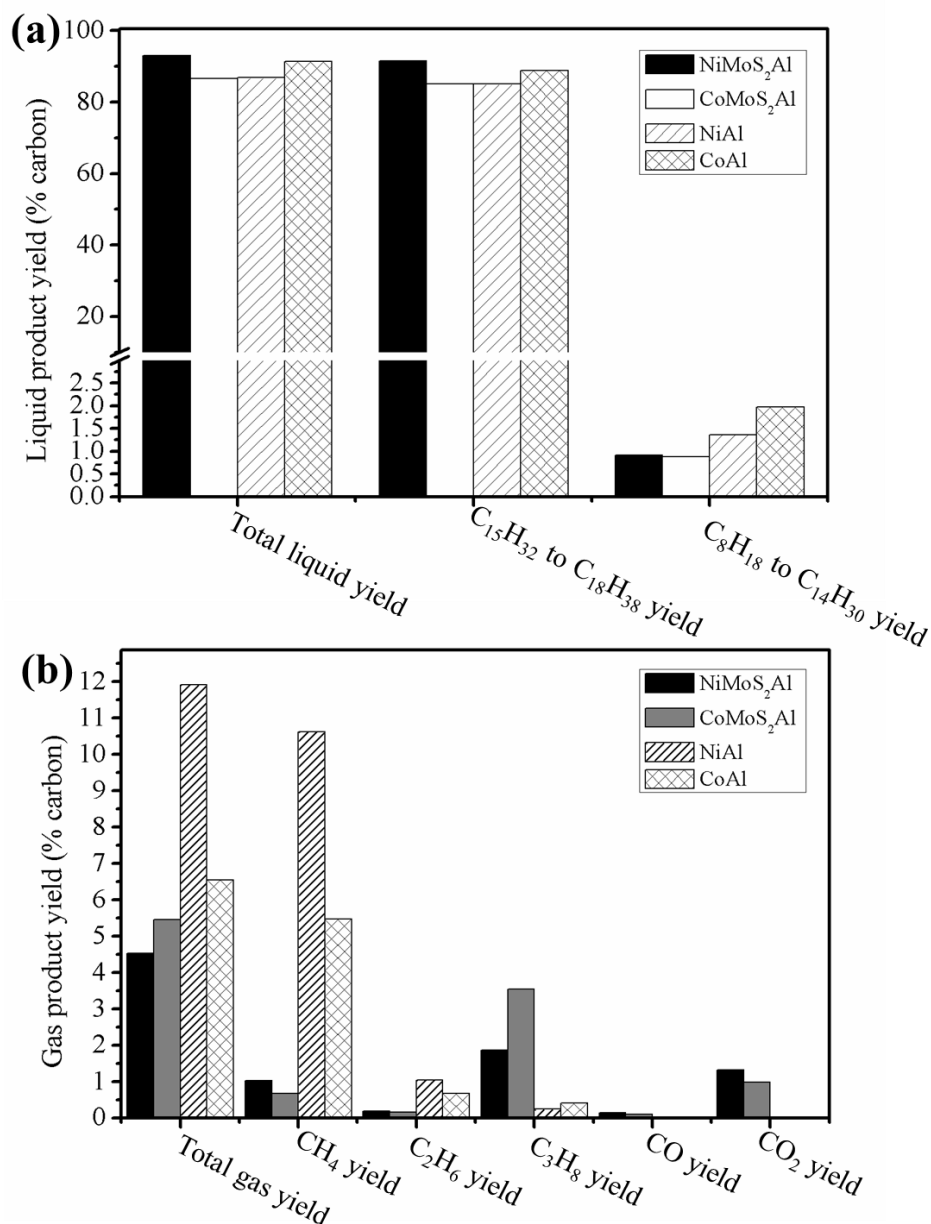 (a)
100
80
60
40
20
2.5
2.0
1.5
1.0
0.5
0.0
Liquid product yield (% carbon)
NiMoS₂Al
CoMoS₂Al
NiAl
CoAl
Total liquid yield
C₁₅H₃₂ to C₁₈H₃₈ yield
C₈H₁₈ to C₁₄H₃₀ yield
(b)
12
11
10
9
8
7
6
5
4
3
2
1
0
Gas product yield (% carbon)
NiMoS₂Al
CoMoS₂Al
NiAl
CoAl
Total gas yield
CH₄ yield
C₂H₆ yield
C₃H₈ yield
CO yield
CO₂ yield